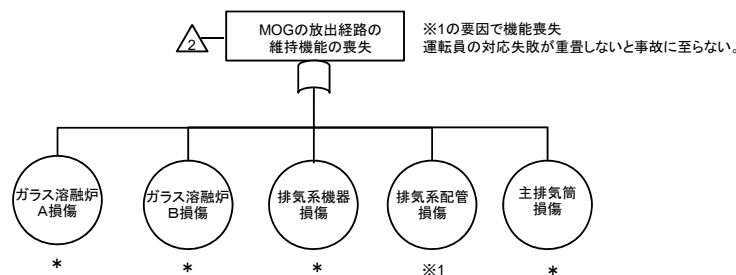 MOGの放出経路の
維持機能の喪失
2
※1の要因で機能喪失
運転員の対応失敗が重畳しないと事故に至らない。
ガラス溶融炉
A損傷
ガラス溶融炉
B損傷
排気系機器
損傷
排気系配管
損傷
主排気筒
損傷
*
*
*
※1
*